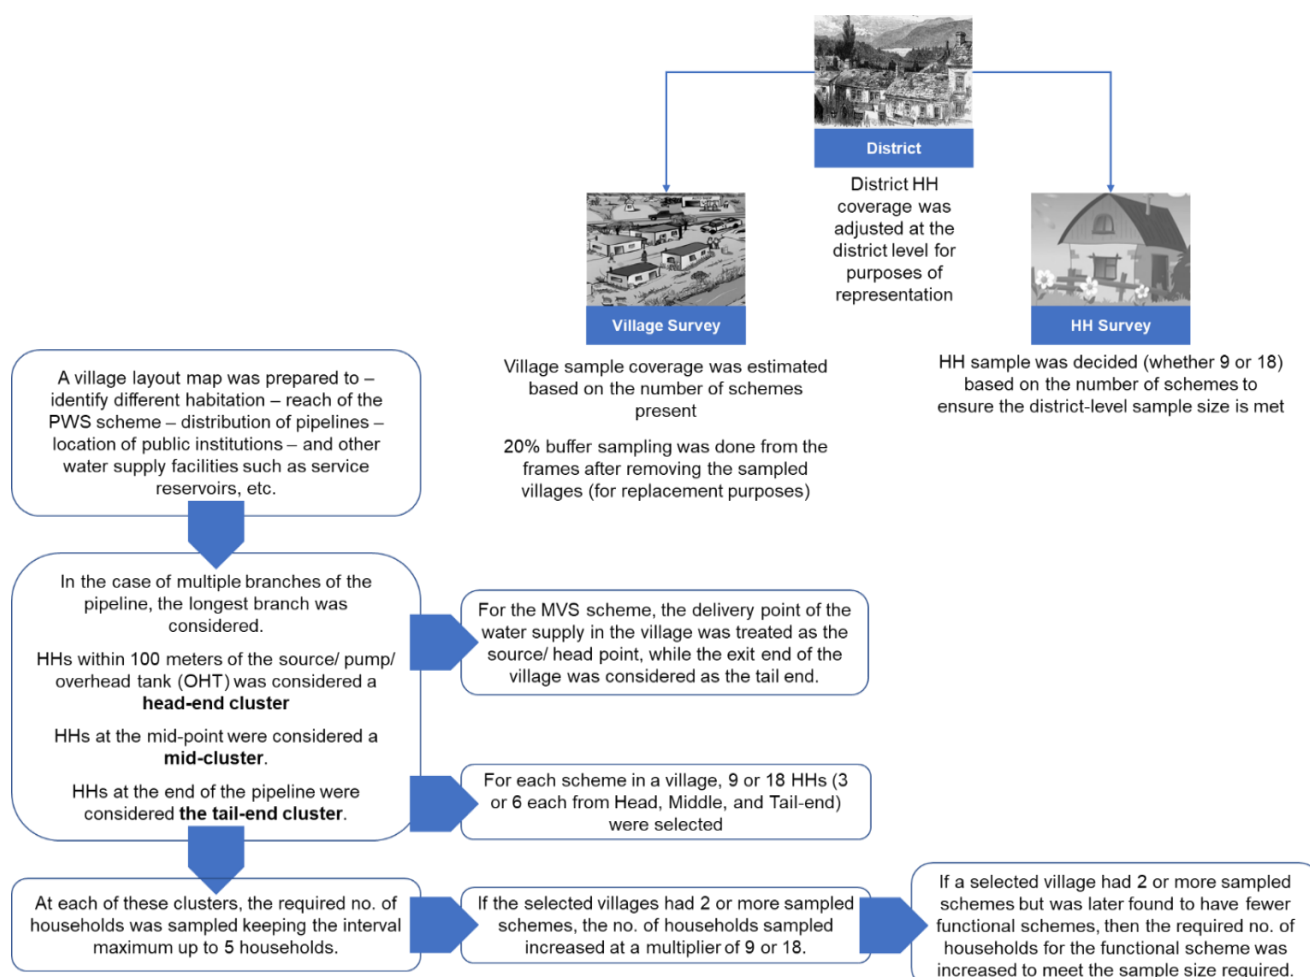 District
District HH
coverage was
adjusted at the
district level for
purposes of
representation
Village Survey
Village sample coverage was estimated
based on the number of schemes
present
20% buffer sampling was done from the
frames after removing the sampled
villages (for replacement purposes)
HH Survey
HH sample was decided (whether 9 or 18)
based on the number of schemes to
ensure the district-level sample size is met
A village layout map was prepared to –
identify different habitation – reach of the
PWS scheme – distribution of pipelines –
location of public institutions – and other
water supply facilities such as service
reservoirs, etc.
In the case of multiple branches of the
pipeline, the longest branch was
considered.
HHs within 100 meters of the source/ pump/
overhead tank (OHT) was considered a
head-end cluster
HHs at the mid-point were considered a
mid-cluster.
HHs at the end of the pipeline were
considered the tail-end cluster.
For the MVS scheme, the delivery point of the
water supply in the village was treated as the
source/ head point, while the exit end of the
village was considered as the tail end.
For each scheme in a village, 9 or 18 HHs (3
or 6 each from Head, Middle, and Tail-end)
were selected
At each of these clusters, the required no. of
households was sampled keeping the interval
maximum up to 5 households.
If the selected villages had 2 or more sampled
schemes, the no. of households sampled
increased at a multiplier of 9 or 18.
If a selected village had 2 or more sampled
schemes but was later found to have fewer
functional schemes, then the required no. of
households for the functional scheme was
increased to meet the sample size required.